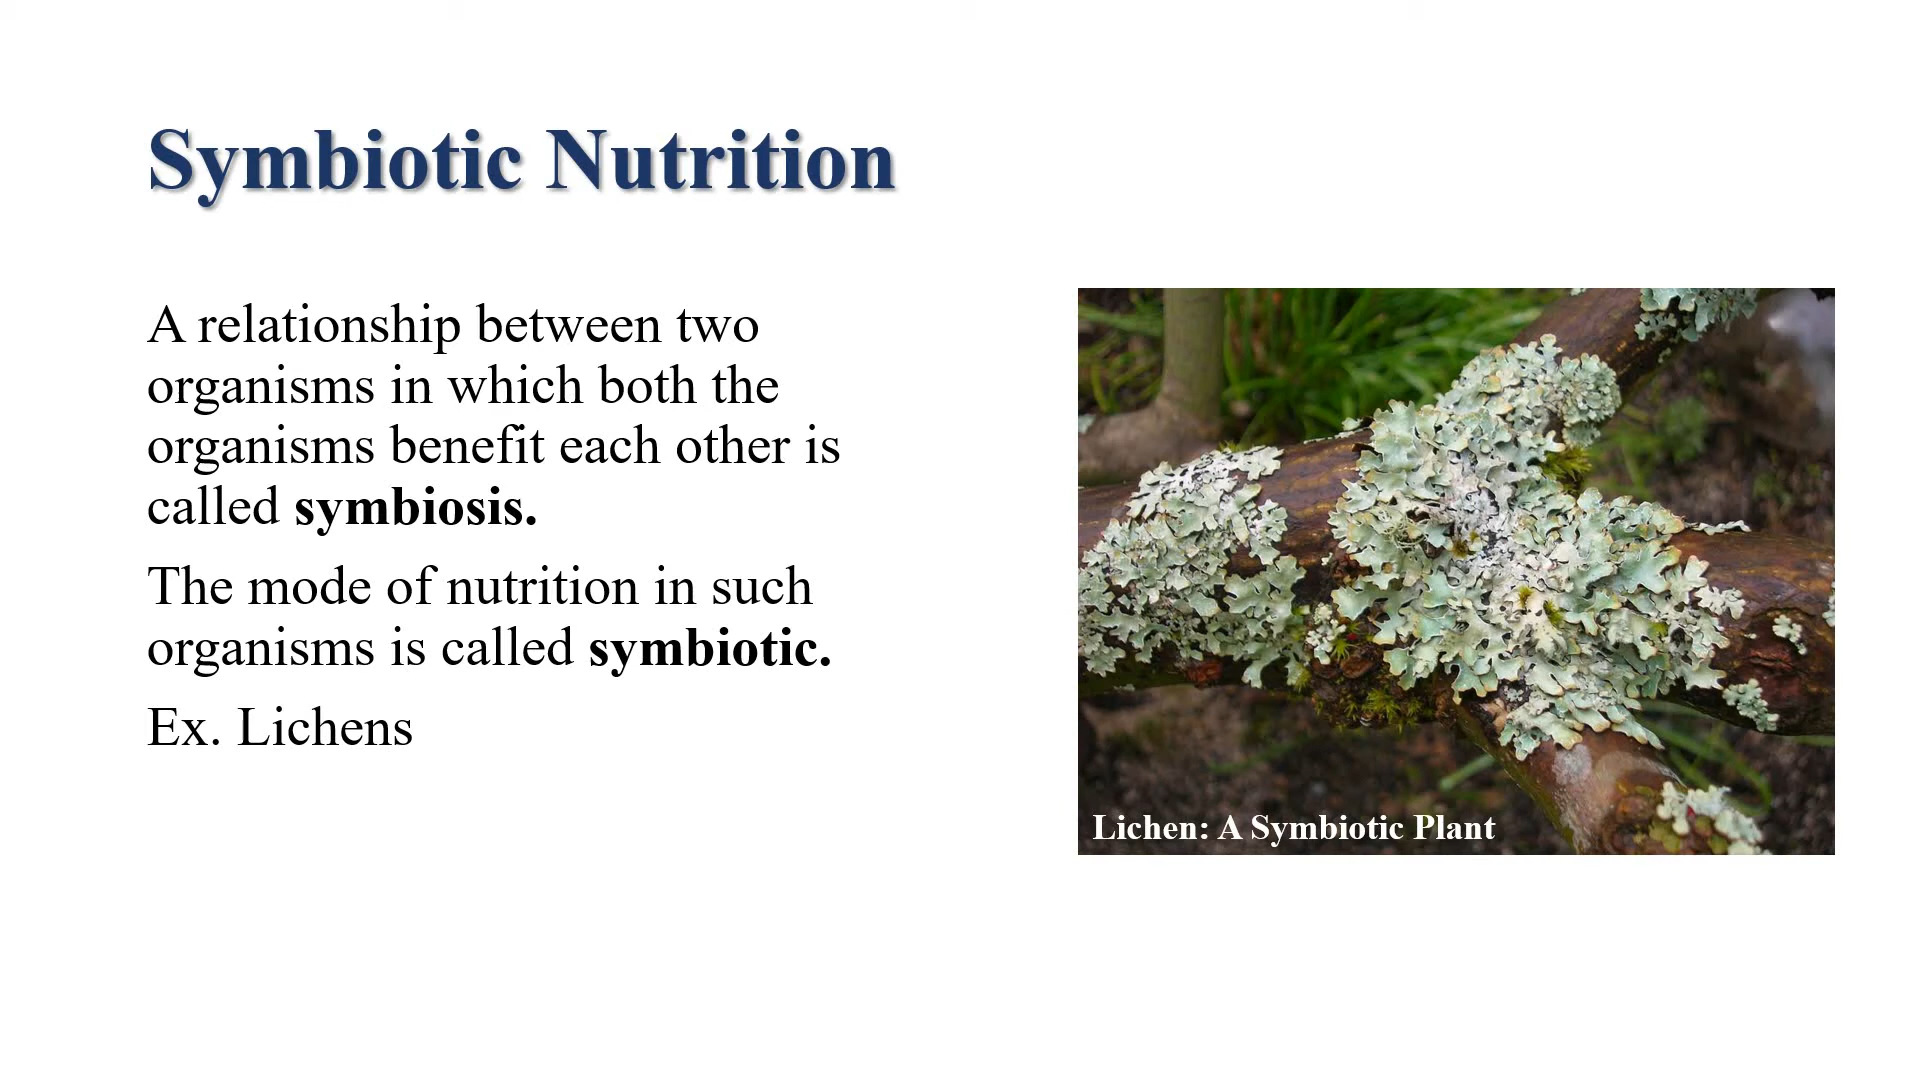 Symbiotic Nutrition
A relationship between two
organisms in which both the
organisms benefit each other is
called symbiosis.
The mode of nutrition in such
organisms is called symbiotic.
Ex. Lichens
Lichen: A Symbiotic Plant